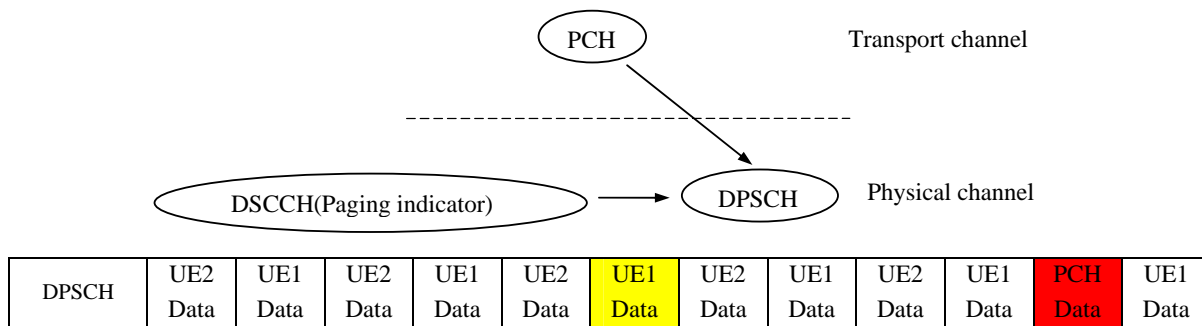 PCH
Transport channel
DSCCH(Paging indicator)
DPSCH
Physical channel
DPSCH
UE2 Data
UE1 Data
UE2 Data
UE1 Data
UE2 Data
UE1 Data
UE2 Data
UE1 Data
UE2 Data
UE1 Data
PCH Data
UE1 Data